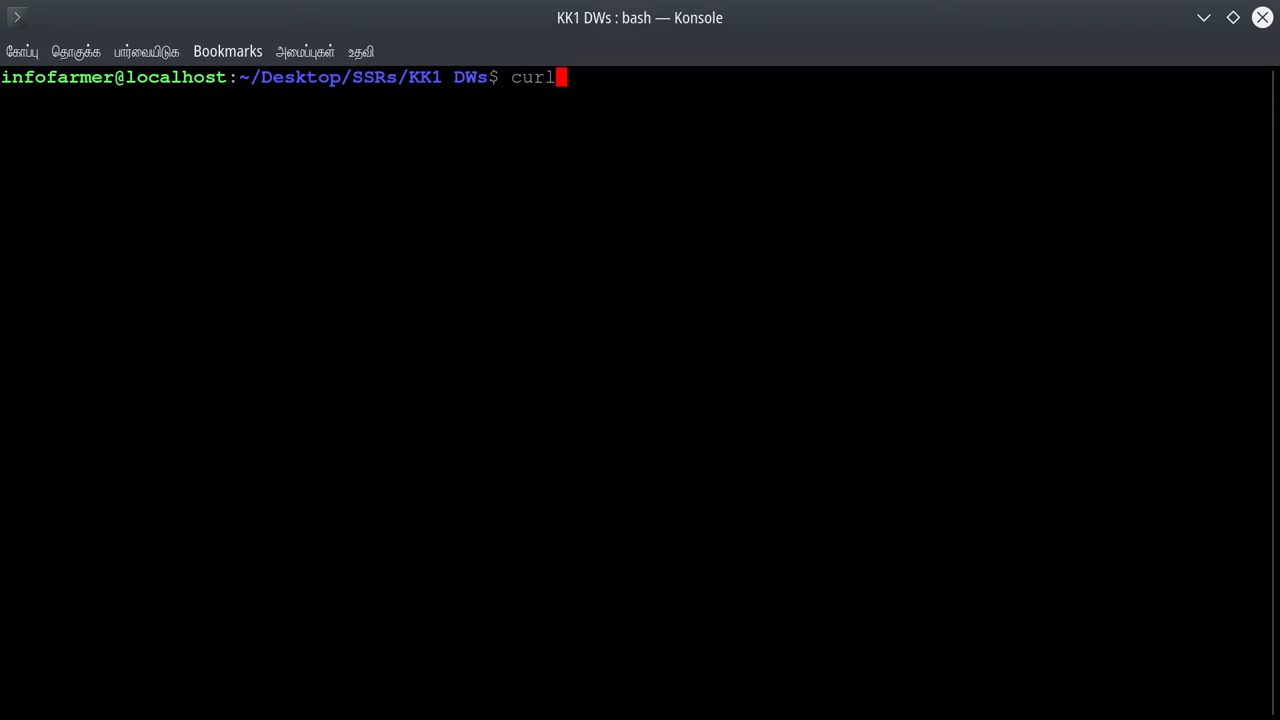 KK1 DWs : bash — Konsole
கோப்பு தொகுக்க பார்வையிடுக Bookmarks அமைப்புகள் உதவி
infofarmer@localhost:~/Desktop/SSRs/KK1 DWs$ curl